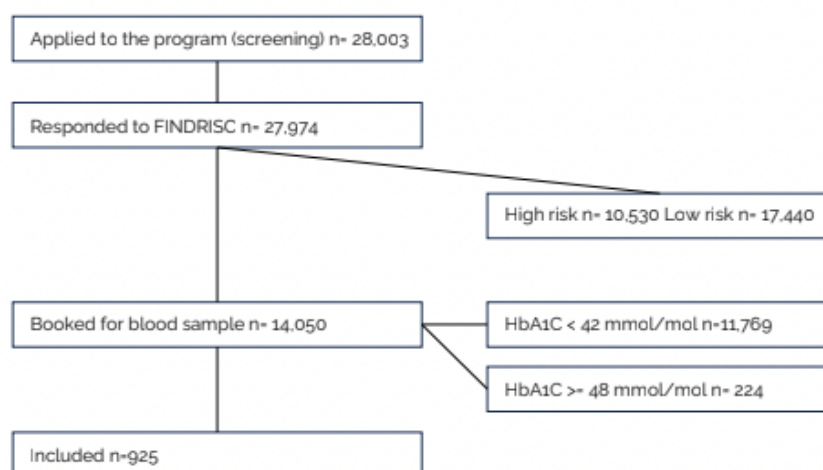 Applied to the program (screening) n= 28,003
Responded to FINDRISC n= 27,974
High risk n= 10,530 Low risk n= 17,440
Booked for blood sample n= 14,050
HbA1C < 42 mmol/mol n=11,769
HbA1C >= 48 mmol/mol n= 224
Included n=925